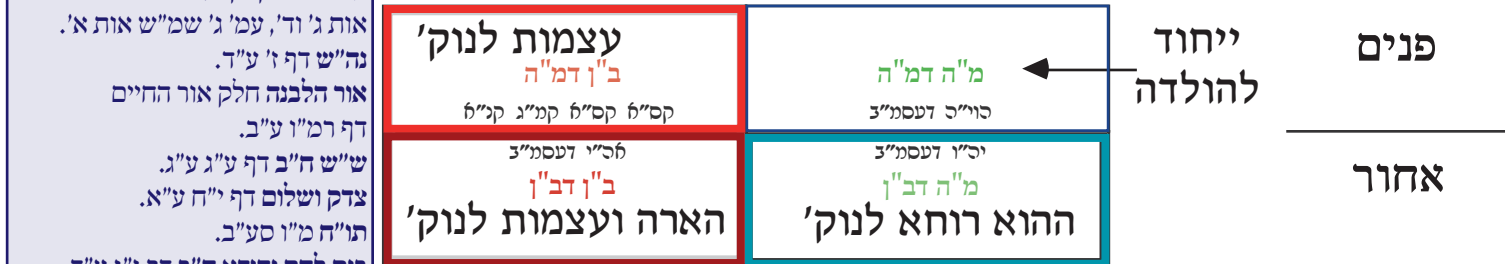 פנים
אחור
ייחוד
להולדה
מ"ה דמ"ה
הוי"ה דעסמ"ב
עצמות לנוק'
ב"ן דמ"ה
קס"א קס"א קמ"ג קנ"א
יה"ו דעסמ"ב
מ"ה דב"ן
ההוא רוחא לנוק'
אה"י דעסמ"ב
ב"ן דב"ן
הארה ועצמות לנוק'
אות ג' וד', עמ' ג' שמ"ש אות א'.
נה"ש דף ז' ע"ד.
אור הלבנה חלק אור החיים
דף רמ"ו ע"ב.
ש"ש ח"ב דף ע"ג ע"ג.
צדק ושלום דף י"ח ע"א.
תו"ח מ"ו סע"ב.